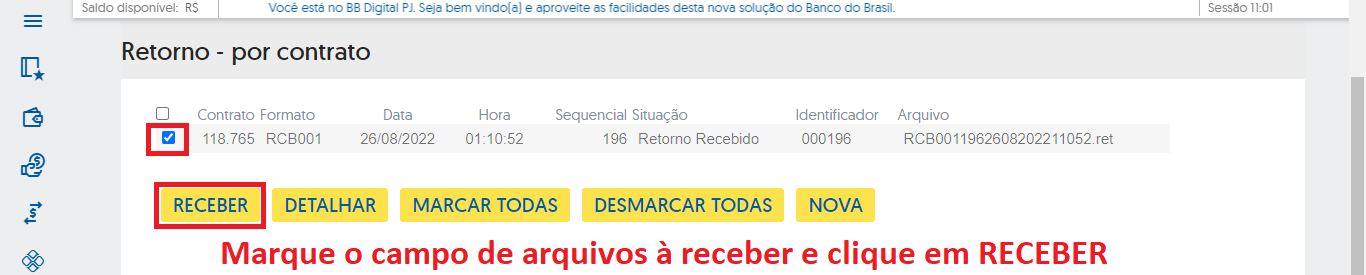 Saldo disponível: R$ Você está no BB Digital PJ. Seja bem vindo(a) e aproveite as facilidades desta nova solução do Banco do Brasil. Sessão 11:01
Retorno - por contrato
Contrato Formato Data Hora Sequencial Situação Identificador Arquivo
118.765 RCB001 26/08/2022 01:10:52 196 Retorno Recebido 000196 RCB0011962608202211052.ret
RECEBER DETALHAR MARCAR TODAS DESMARCAR TODAS NOVA
Marque o campo de arquivos à receber e clique em RECEBER